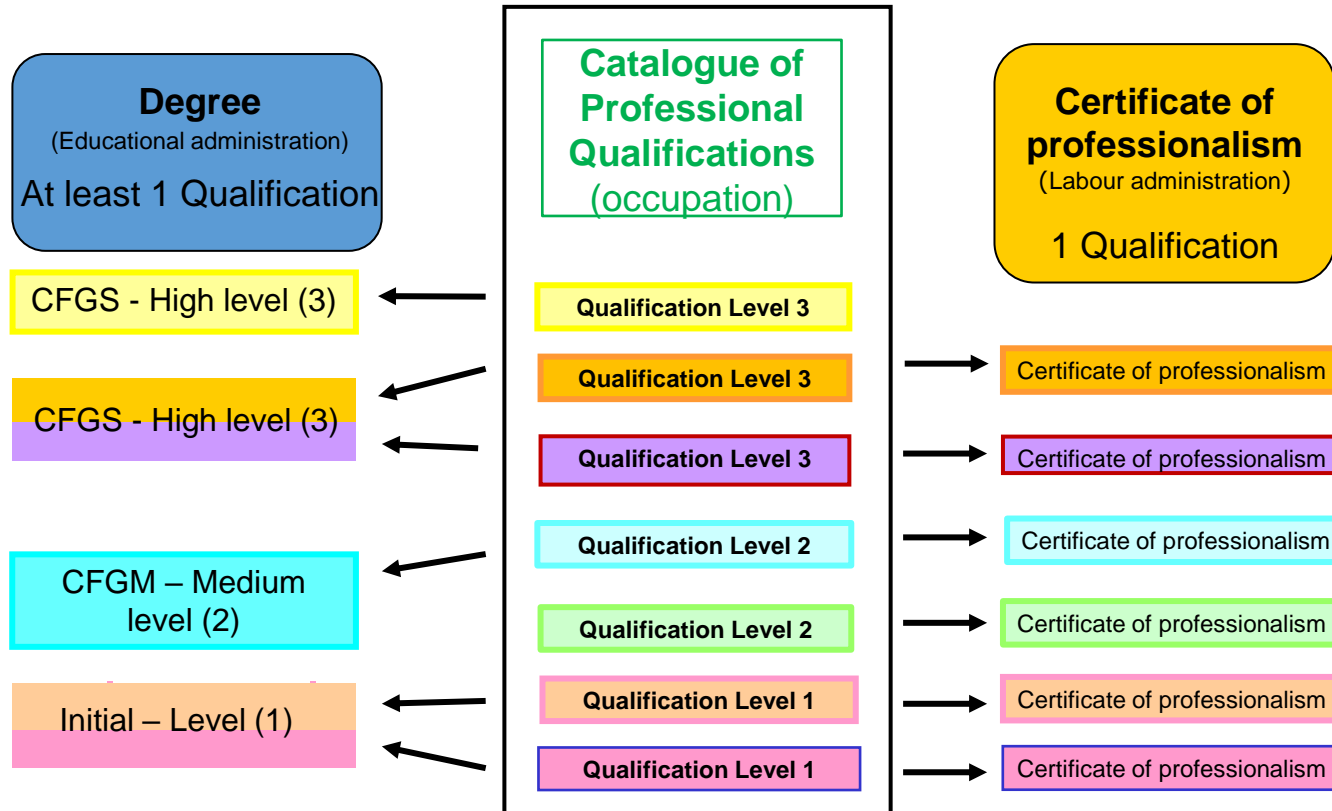 Degree
(Educational administration)
At least 1 Qualification
CFGS - High level (3)
CFGS - High level (3)
CFGM – Medium
level (2)
Initial – Level (1)
Catalogue of
Professional
Qualifications
(occupation)
Qualification Level 3
Qualification Level 3
Qualification Level 3
Qualification Level 2
Qualification Level 2
Qualification Level 1
Qualification Level 1
Certificate of
professionalism
(Labour administration)
1 Qualification
Certificate of professionalism
Certificate of professionalism
Certificate of professionalism
Certificate of professionalism
Certificate of professionalism
Certificate of professionalism